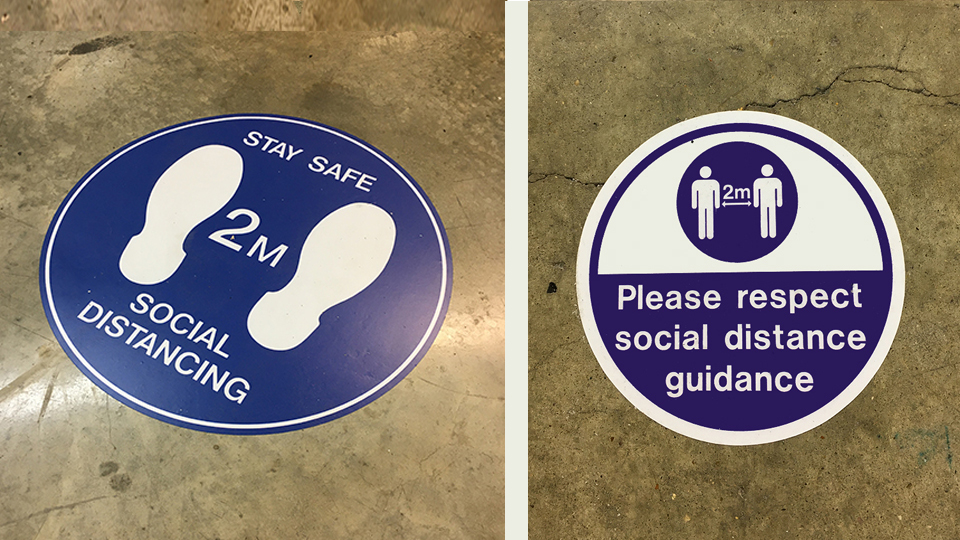 STAY SAFE
2M
SOCIAL
DISTANCING
2m
Please respect
social distance
guidance